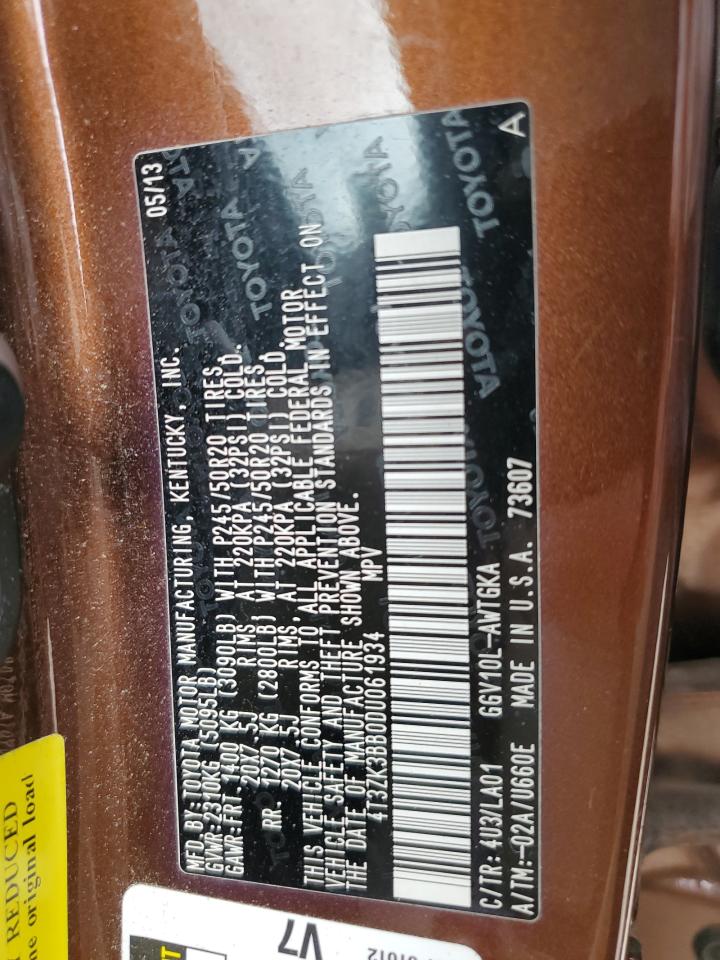 05/13
MFD.BY:TOYOTA MOTOR MANUFACTURING, KENTUCKY, INC.
GVWR:2310KG (5095LB)
GAWR:FRT. 1400 KG (3090LB) WITH P245/50R20 TIRES,
20X7.5J RIMS, AT 220KPA (32PSI) COLD.
RR. 1270 KG (2800LB) WITH P245/50R20 TIRES,
20X7.5J RIMS, AT 220KPA (32PSI) COLD
THIS VEHICLE CONFORMS TO ALL APPLICABLE FEDERAL MOTOR
VEHICLE SAFETY AND THEFT PREVENTION STANDARDS IN EFFECT ON
THE DATE OF MANUFACTURE SHOWN ABOVE.
4T3ZK3BB0DU061934 MPV
C/TR: 4U3/LA01 GGV10L-AWTGKA A
A/TM:-02A/U660E MADE IN U.S.A. 73607
TOYOTA
REDUCED
original load
V7